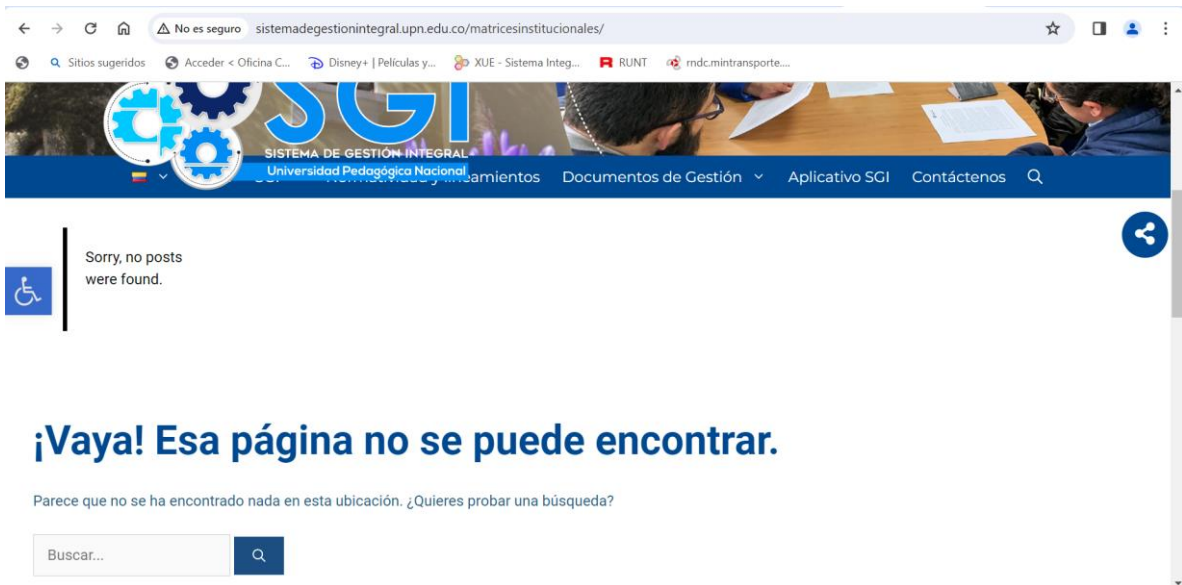 No es seguro sistemadegestionintegral.upn.edu.co/matricesinstitucionales/
Sitios sugeridos Acceder < Oficina C... Disney+ | Películas y... XUE - Sistema Integ... RUNT rndc.mintransporte....
SGI
SISTEMA DE GESTIÓN INTEGRAL
Universidad Pedagógica Nacional
amientos Documentos de Gestión Aplicativo SGI Contáctenos
Sorry, no posts
were found.
¡Vaya! Esa página no se puede encontrar.
Parece que no se ha encontrado nada en esta ubicación. ¿Quieres probar una búsqueda?
Buscar...